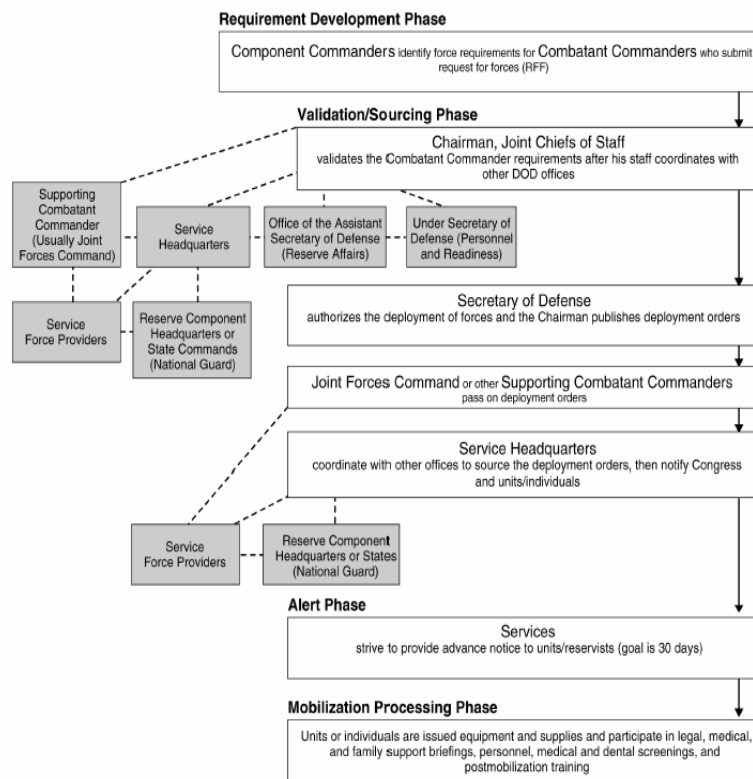 Requirement Development Phase
Component Commanders identify force requirements for Combatant Commanders who submit
request for forces (RFF)
Validation/Sourcing Phase
Chairman, Joint Chiefs of Staff
validates the Combatant Commander requirements after his staff coordinates with
other DOD offices
Supporting
Combatant
Commander
(Usually Joint
Forces Command)
Service
Headquarters
Office of the Assistant
Secretary of Defense
(Reserve Affairs)
Under Secretary of
Defense (Personnel
and Readiness)
Service
Force Providers
Reserve Component
Headquarters or
State Commands
(National Guard)
Secretary of Defense
authorizes the deployment of forces and the Chairman publishes deployment orders
Joint Forces Command or other Supporting Combatant Commanders
pass on deployment orders
Service Headquarters
coordinate with other offices to source the deployment orders, then notify Congress
and units/individuals
Service
Force Providers
Reserve Component
Headquarters or States
(National Guard)
Alert Phase
Services
strive to provide advance notice to units/reservists (goal is 30 days)
Mobilization Processing Phase
Units or individuals are issued equipment and supplies and participate in legal, medical,
and family support briefings, personnel, medical and dental screenings, and
postmobilization training